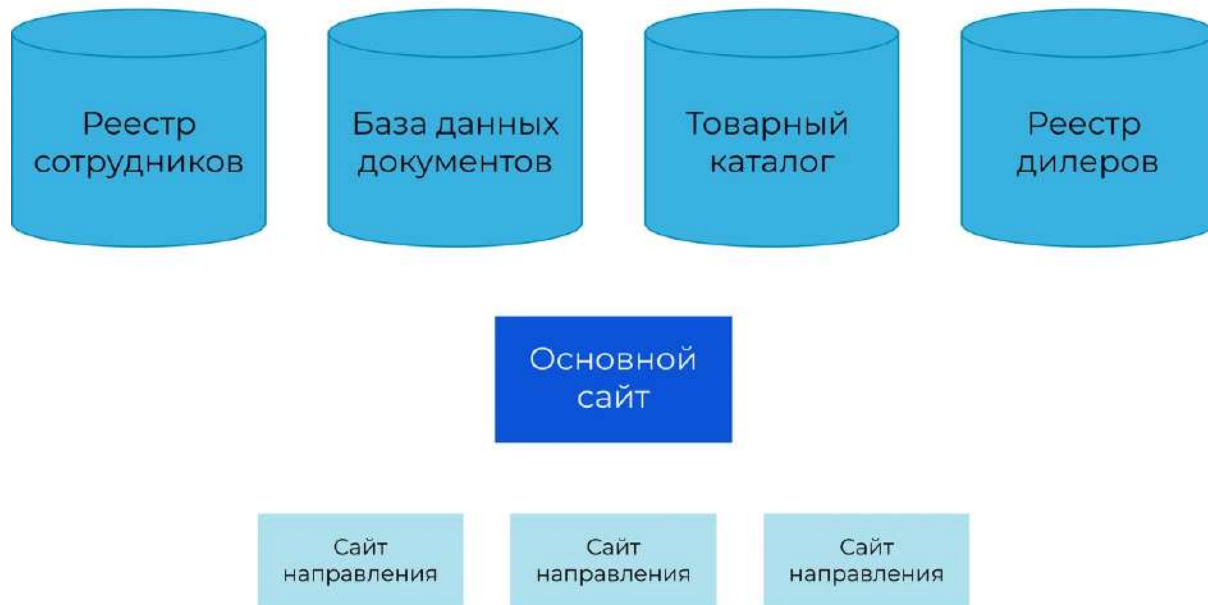 Реестр
сотрудников
База данных
документов
Товарный
каталог
Реестр
дилеров
Основной
сайт
Сайт
направления
Сайт
направления
Сайт
направления